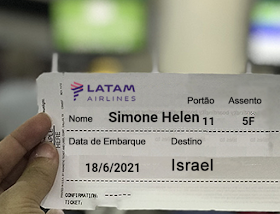 LATAM
AIRLINES
Portão Assento
Nome Simone Helen 11 5F
Data de Embarque Destino
18/6/2021 Israel
CONFIRMATION:
TICKET: